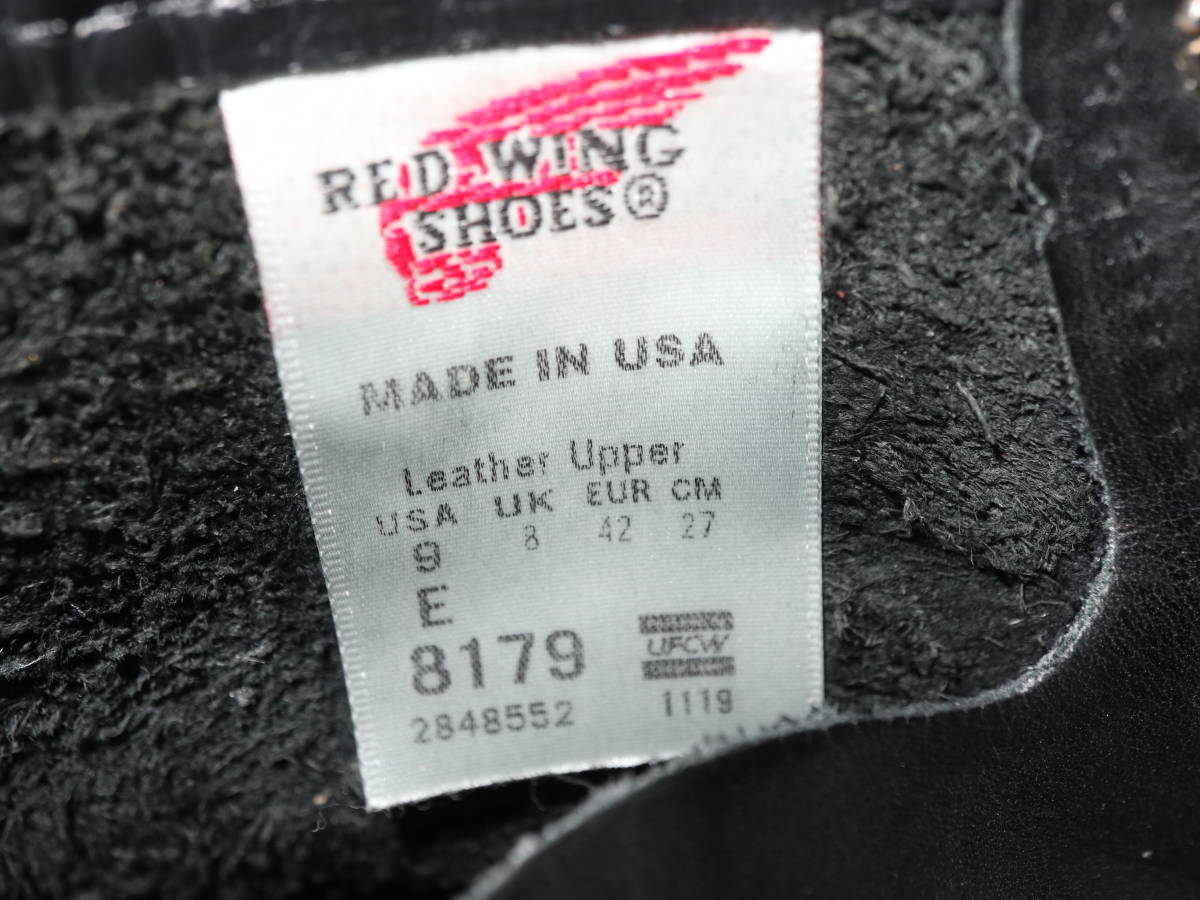 RED WING
SHOES®
MADE IN USA
Leather Upper
USA UK EUR CM
9 8 42 27
E
8179 UFCW
2848552 1119